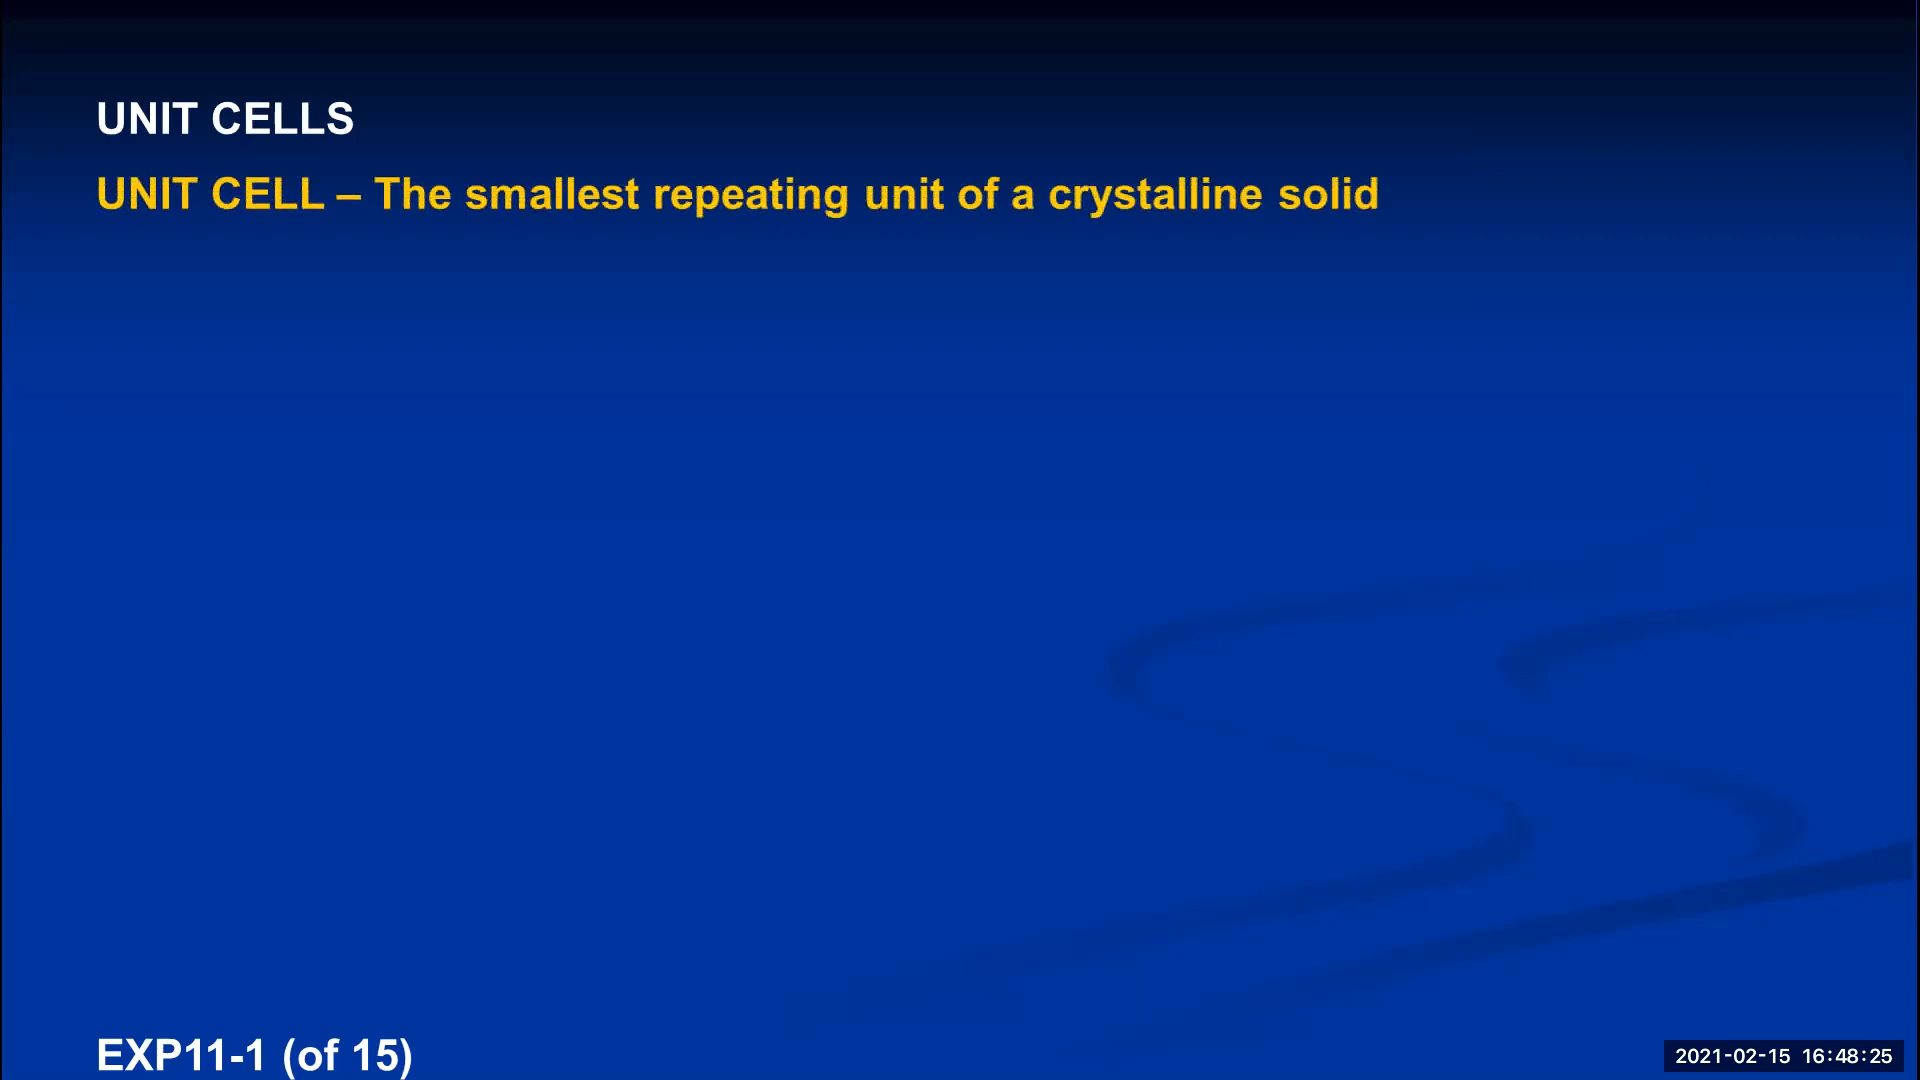 UNIT CELLS
UNIT CELL – The smallest repeating unit of a crystalline solid
EXP11-1 (of 15)
2021-02-15 16:48:25